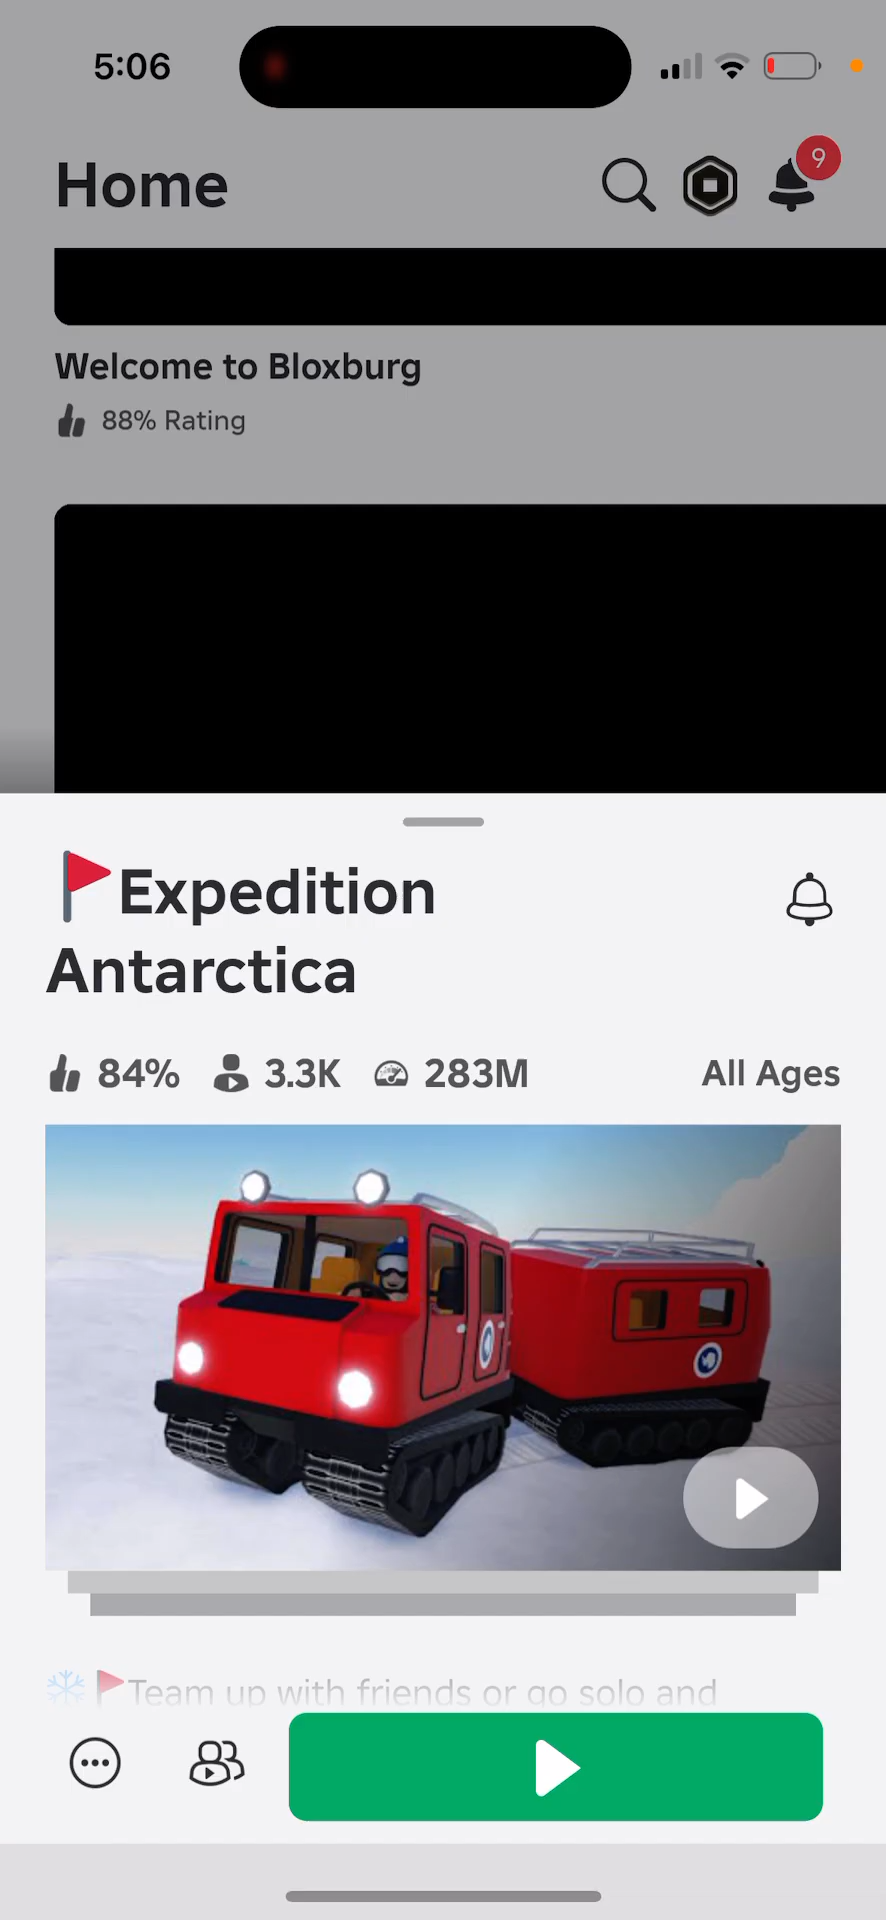 5:06
Home
9
Welcome to Bloxburg
88% Rating
Expedition
Antarctica
84% 3.3K 283M All Ages
Team up with friends or go solo and